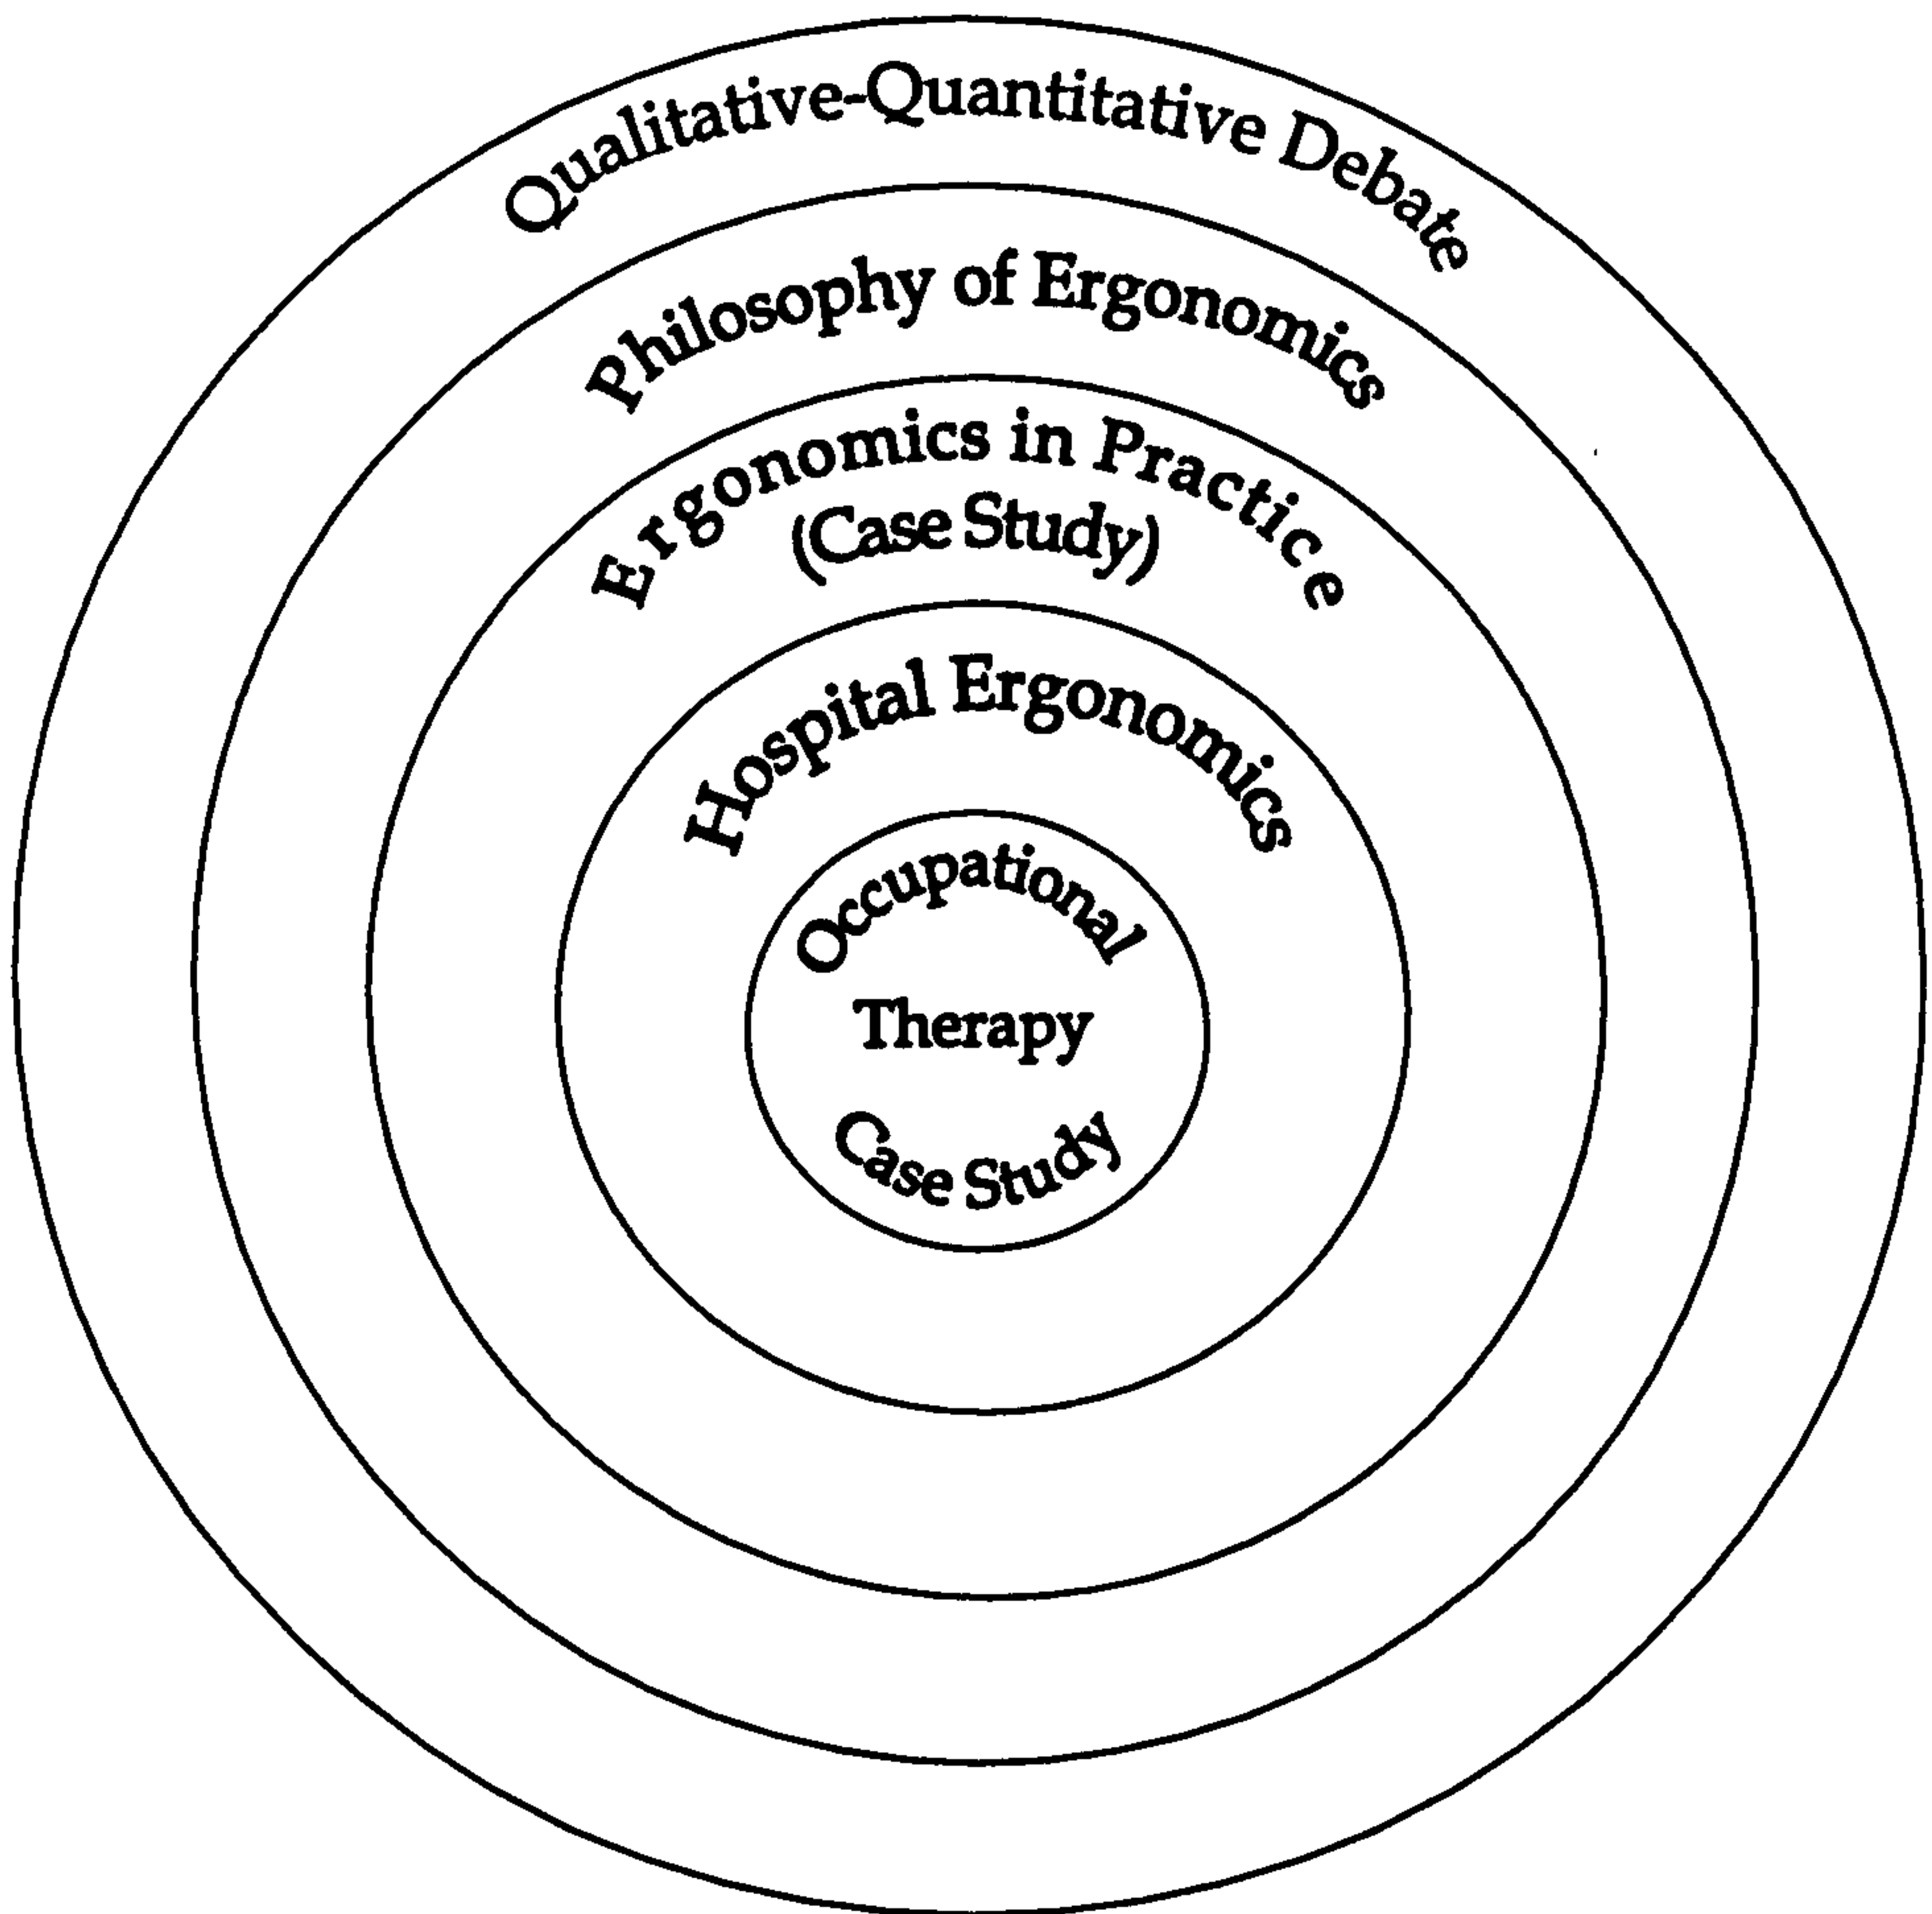 Qualitative-Quantitative Debate
Philosophy of Ergonomics
Ergonomics in Practice
(Case Study)
Hospital Ergonomics
Occupational
Therapy
Case Study